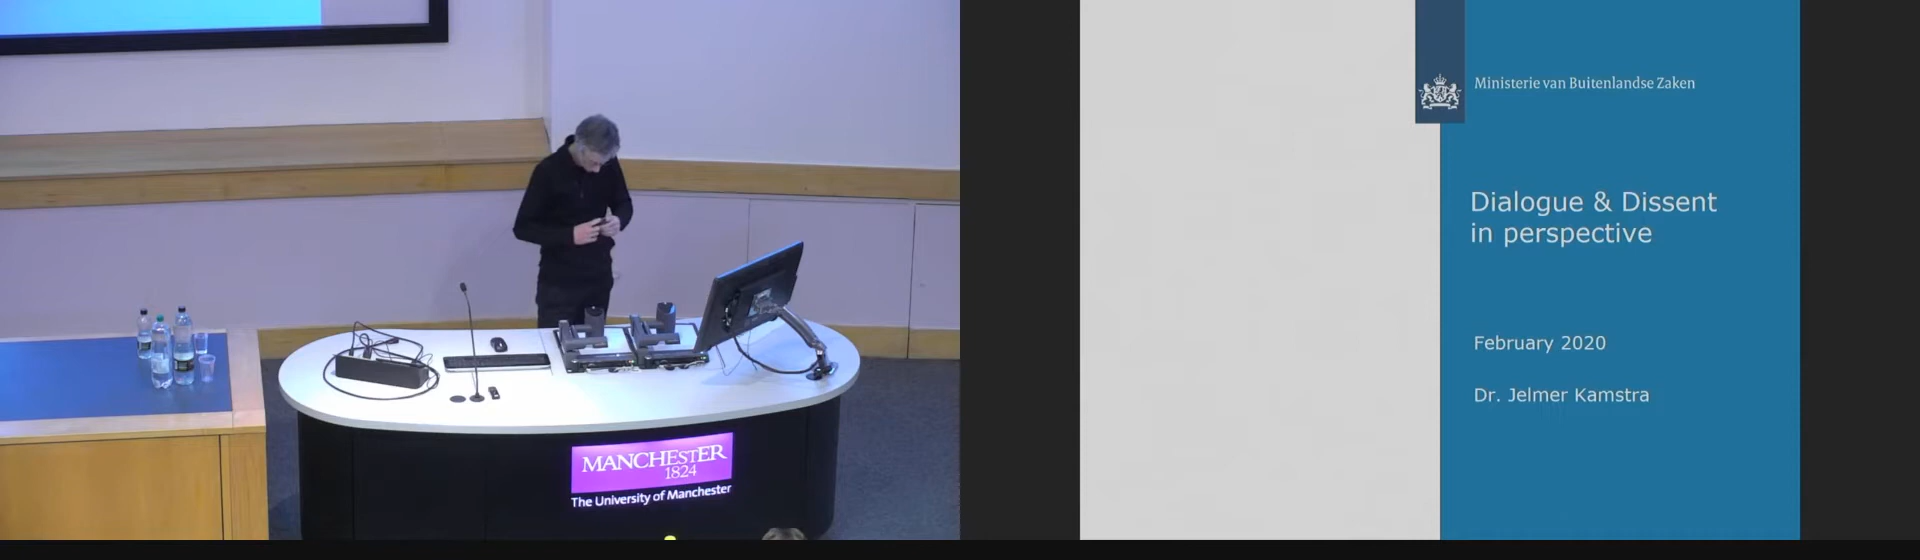 MANCHESTER
1824
The University of Manchester
Ministerie van Buitenlandse Zaken
Dialogue & Dissent
in perspective
February 2020
Dr. Jelmer Kamstra